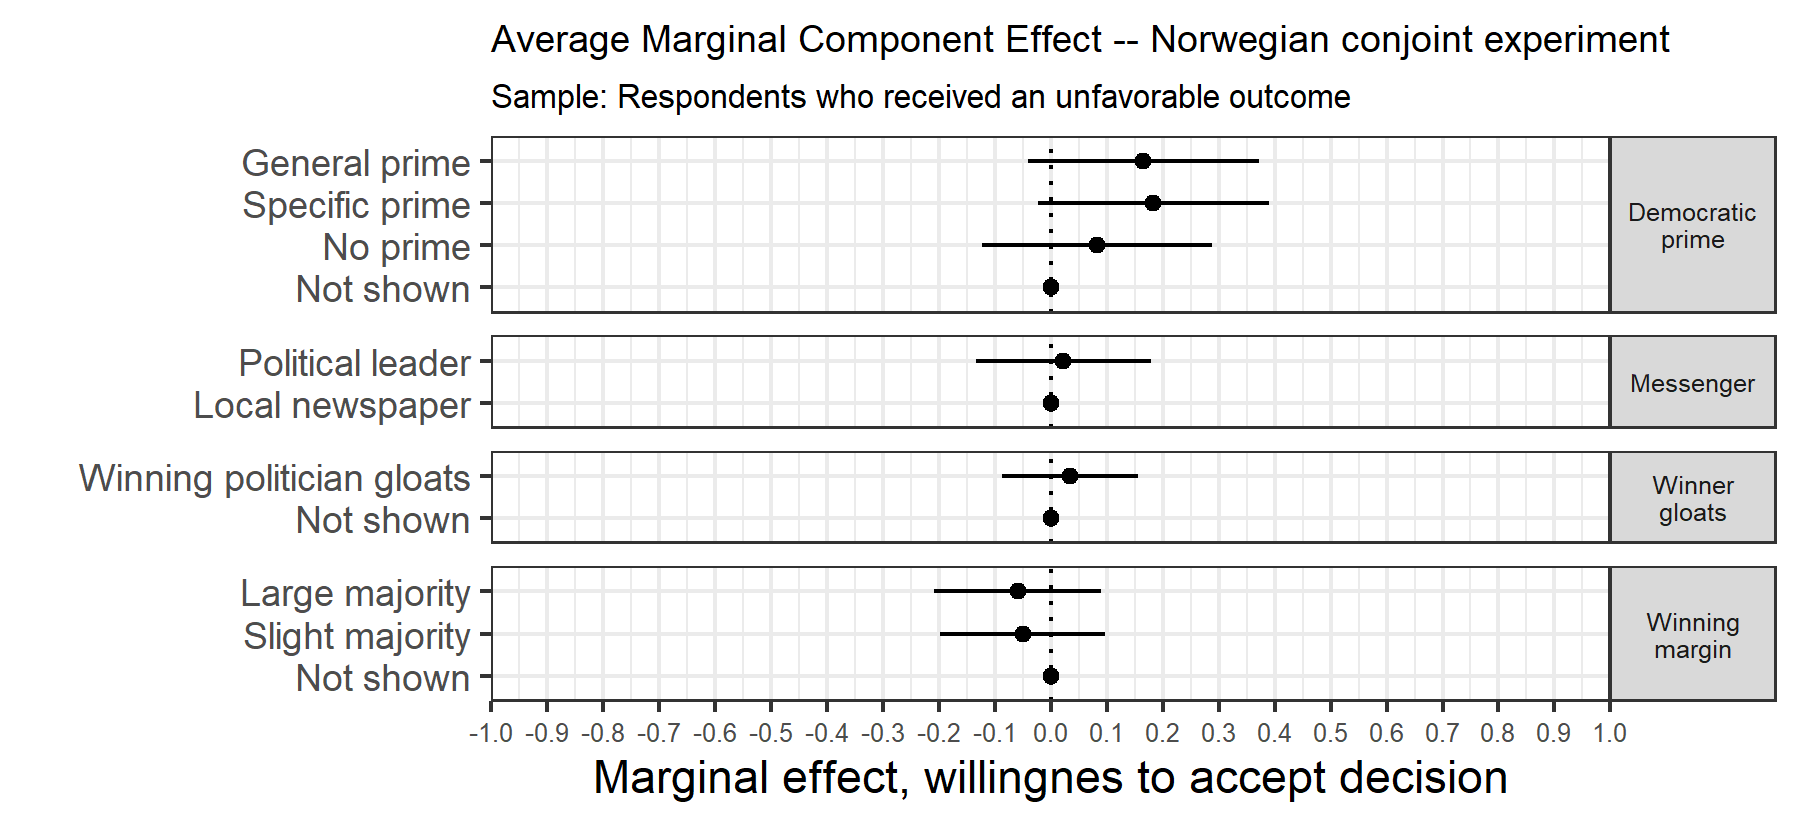 Average Marginal Component Effect -- Norwegian conjoint experiment
Sample: Respondents who received an unfavorable outcome
General prime
Specific prime
No prime
Not shown
Democratic
prime
Political leader
Local newspaper
Messenger
Winning politician gloats
Not shown
Winner
gloats
Large majority
Slight majority
Not shown
Winning
margin
-1.0 -0.9 -0.8 -0.7 -0.6 -0.5 -0.4 -0.3 -0.2 -0.1 0.0 0.1 0.2 0.3 0.4 0.5 0.6 0.7 0.8 0.9 1.0
Marginal effect, willingnes to accept decision